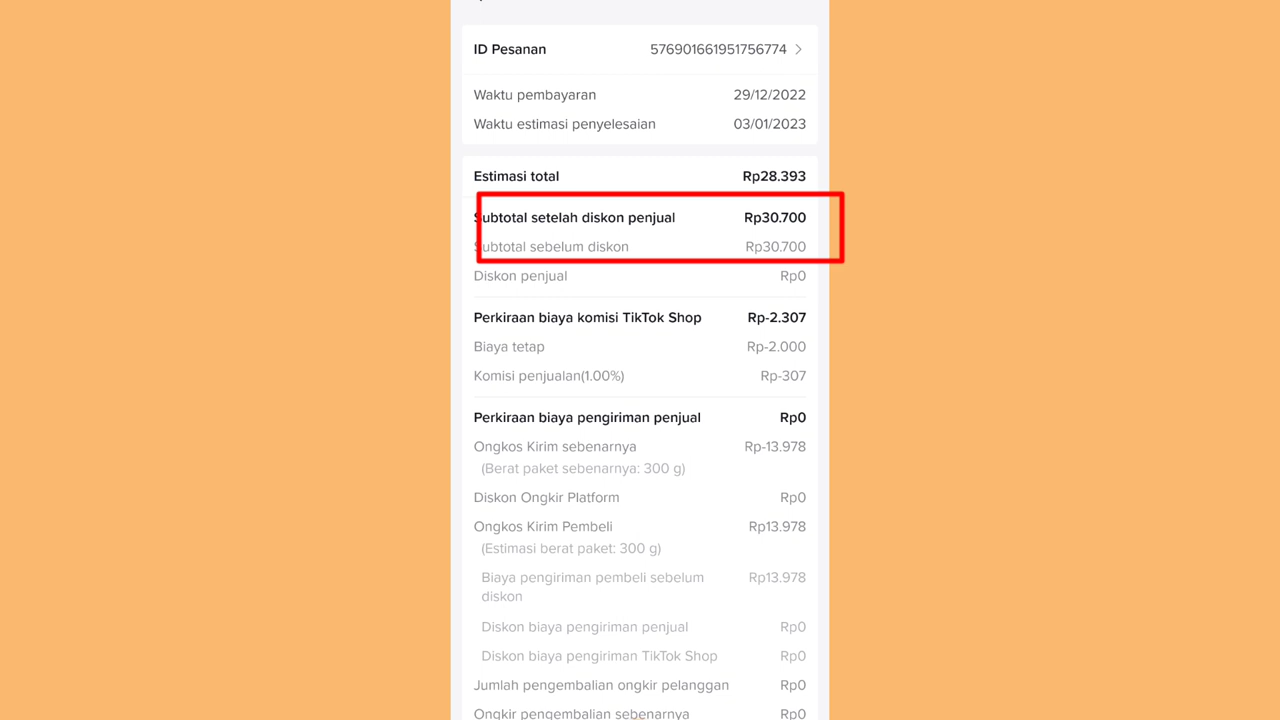 ID Pesanan 576901661951756774
Waktu pembayaran 29/12/2022
Waktu estimasi penyelesaian 03/01/2023
Estimasi total Rp28.393
Subtotal setelah diskon penjual Rp30.700
Subtotal sebelum diskon Rp30.700
Diskon penjual Rp0
Perkiraan biaya komisi TikTok Shop Rp-2.307
Biaya tetap Rp-2.000
Komisi penjualan(1.00%) Rp-307
Perkiraan biaya pengiriman penjual Rp0
Ongkos Kirim sebenarnya Rp-13.978
(Berat paket sebenarnya: 300 g)
Diskon Ongkir Platform Rp0
Ongkos Kirim Pembeli Rp13.978
(Estimasi berat paket: 300 g)
Biaya pengiriman pembeli sebelum Rp13.978
diskon
Diskon biaya pengiriman penjual Rp0
Diskon biaya pengiriman TikTok Shop Rp0
Jumlah pengembalian ongkir pelanggan Rp0
Ongkir pengembalian sebenarnya Rp0